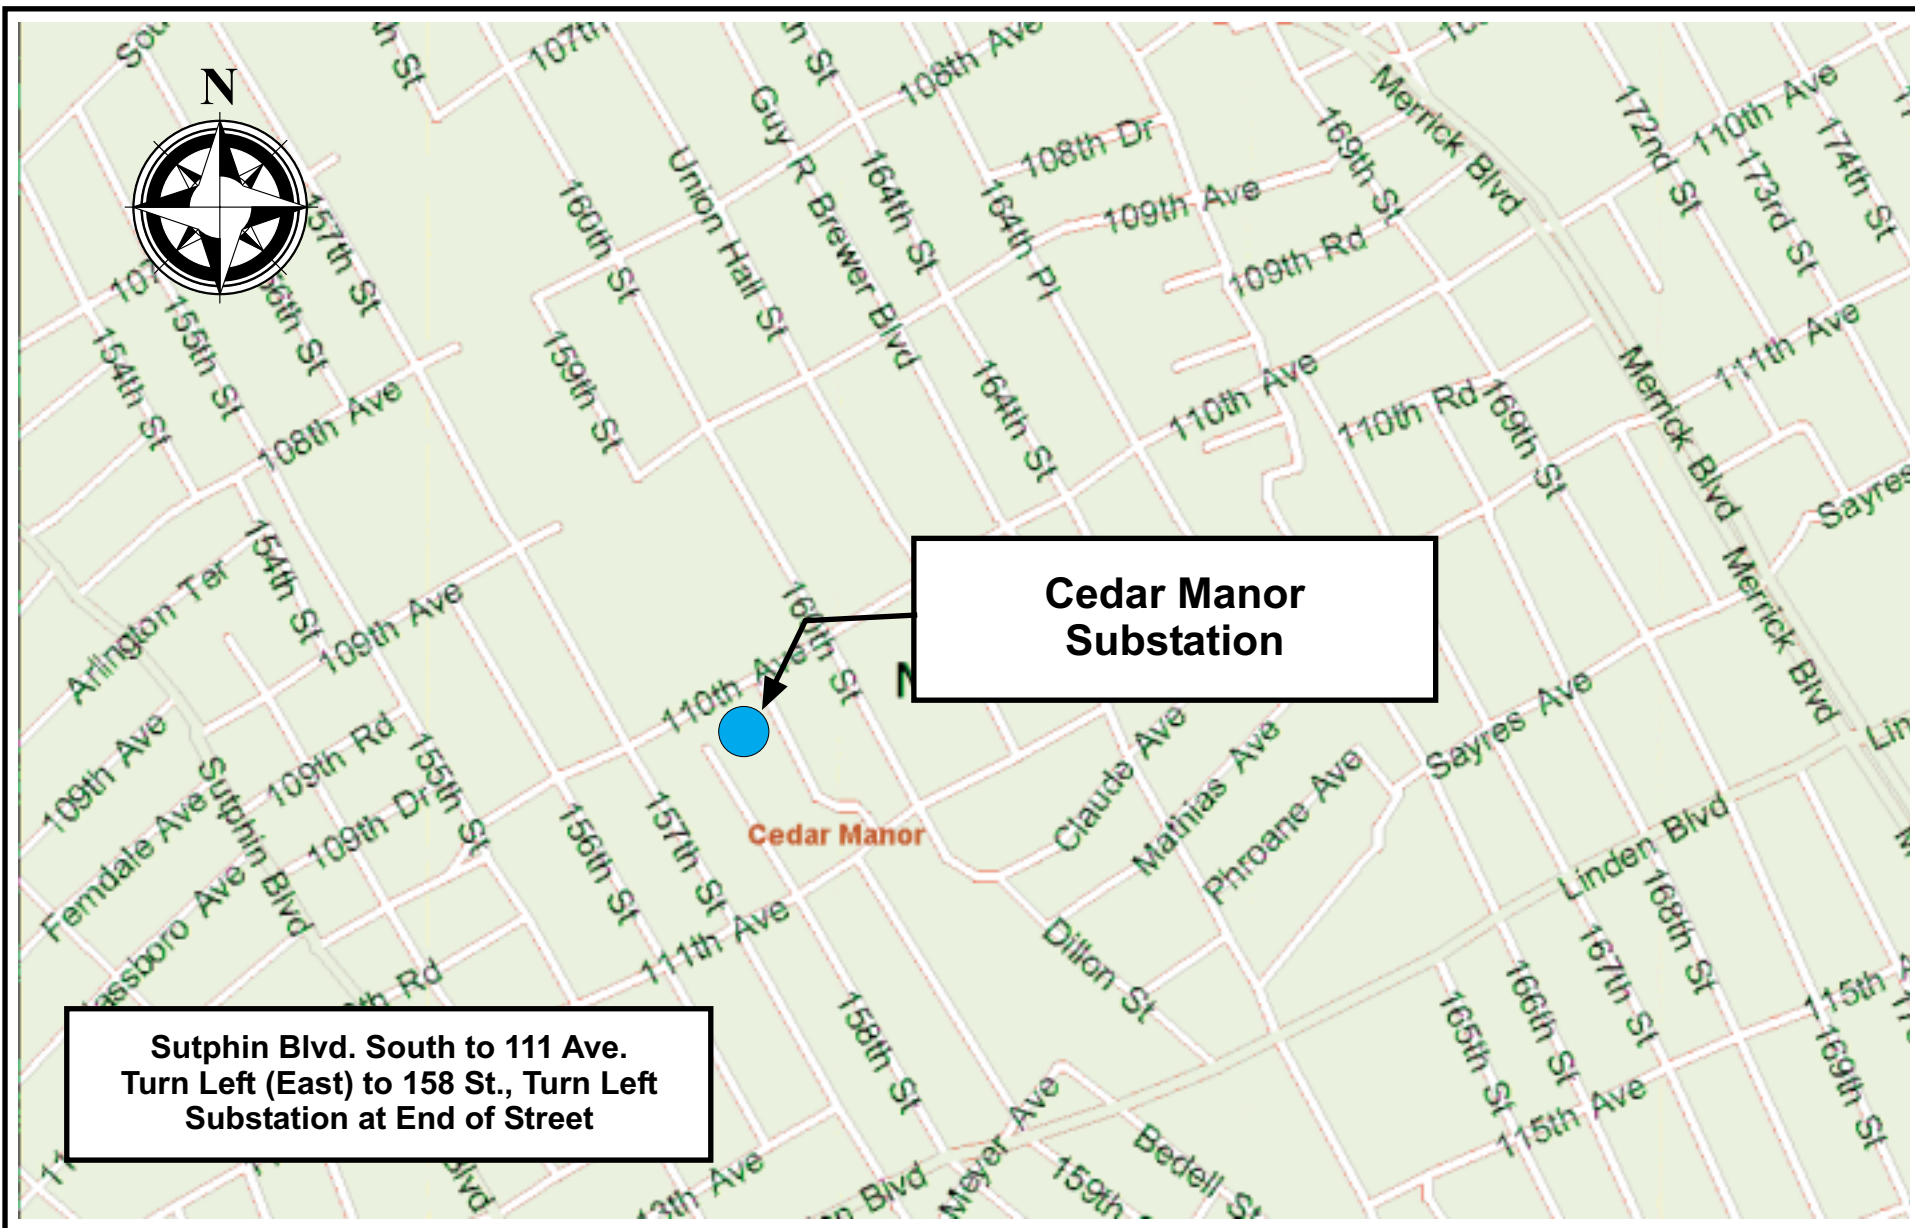 N
107th
108th Ave
Merrick Blvd
172nd St
110th Ave
174th St
173rd St
Guy R Brewer Blvd
108th Dr
169th St
Union Hall St
164th St
164th Pl
109th Ave
109th Rd
157th St
160th St
155th St
154th St
159th St
108th Ave
164th St
110th Ave
110th Rd
169th St
Merrick Blvd
111th Ave
Sayres
Arlington Ter
154th St
109th Ave
160th St
110th Ave
Cedar Manor
Substation
Merrick Blvd
109th Ave
109th Rd
Sutphin Blvd
155th St
109th Dr
Ferndale Ave
156th St
157th St
Cedar Manor
Claude Ave
Mathias Ave
Phroane Ave
Sayres Ave
Linden Blvd
111th Ave
Dillon St
158th St
168th St
167th St
166th St
165th St
115th
169th St
115th Ave
Sutphin Blvd. South to 111 Ave.
Turn Left (East) to 158 St., Turn Left
Substation at End of Street
Meyer Ave
Bedell St
159th
Blvd